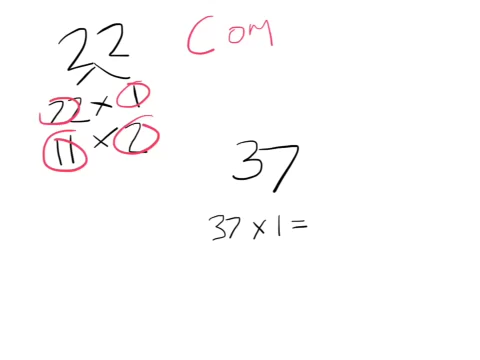 22
Com
22 × 1
11 × 2
37
37 × 1 =